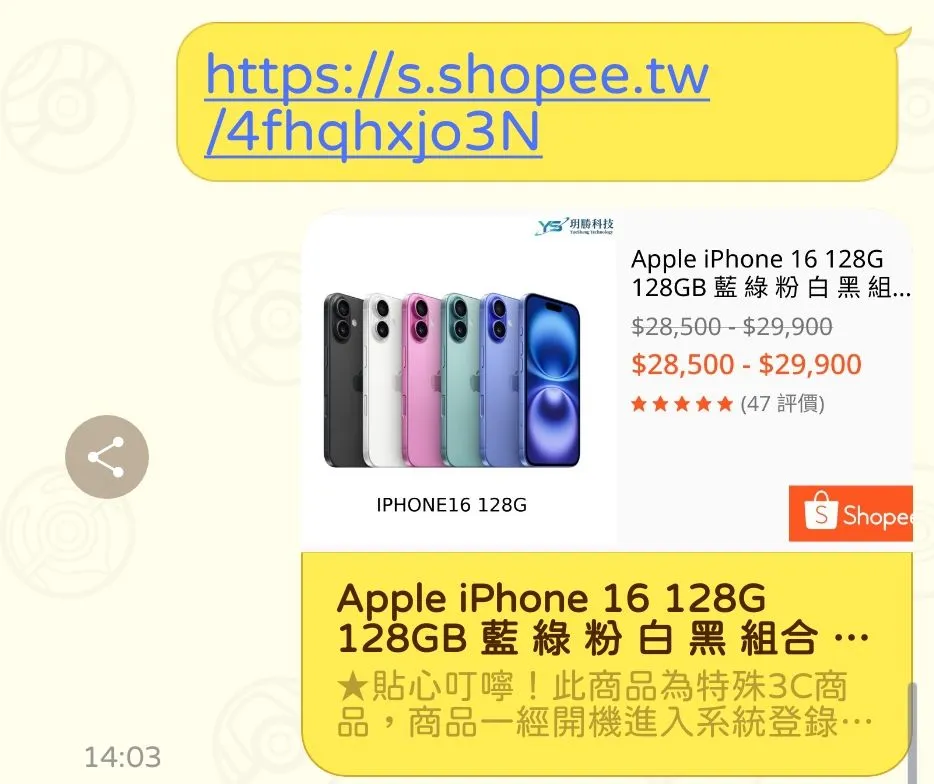 https://s.shopee.tw
/4fhqhxjo3N
YS 玥勝科技
YueSheng Technology
Apple iPhone 16 128G
128GB 藍 綠 粉 白 黑 組...
$28,500 - $29,900
$28,500 - $29,900
★★★★★ (47 評價)
IPHONE16 128G
Shopee
Apple iPhone 16 128G
128GB 藍 綠 粉 白 黑 組合 …
★貼心叮嚀！此商品為特殊3C商
品，商品一經開機進入系統登錄…
14:03